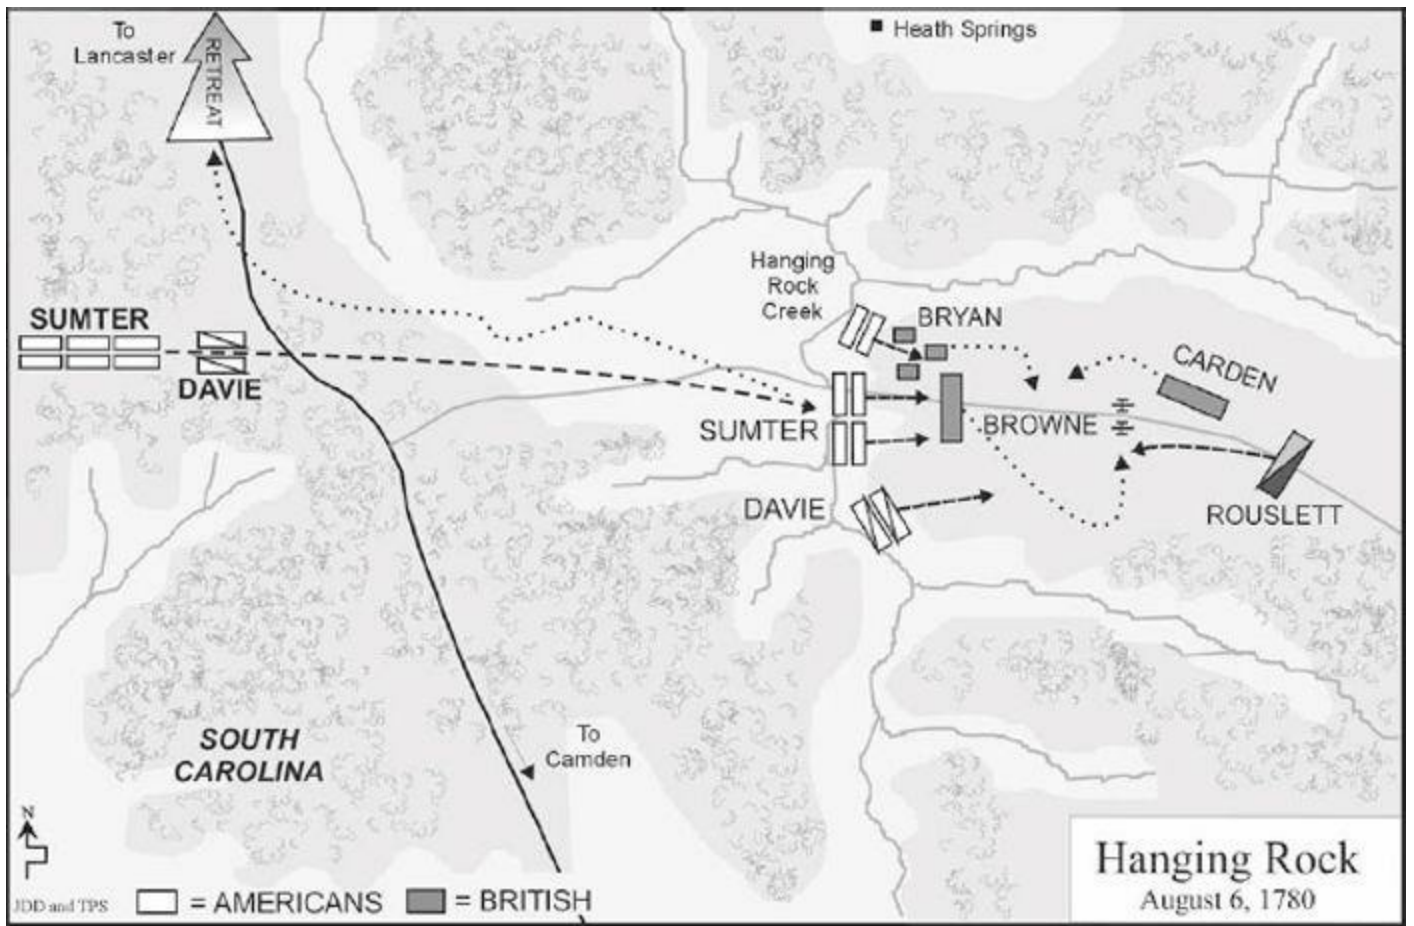 To
Lancaster
RETREAT
Heath Springs
Hanging
Rock
Creek
BRYAN
SUMTER
DAVIE
CARDEN
SUMTER
BROWNE
DAVIE
ROUSLETT
To
Camden
SOUTH
CAROLINA
N
Hanging Rock
August 6, 1780
JDD and TPS
= AMERICANS
= BRITISH